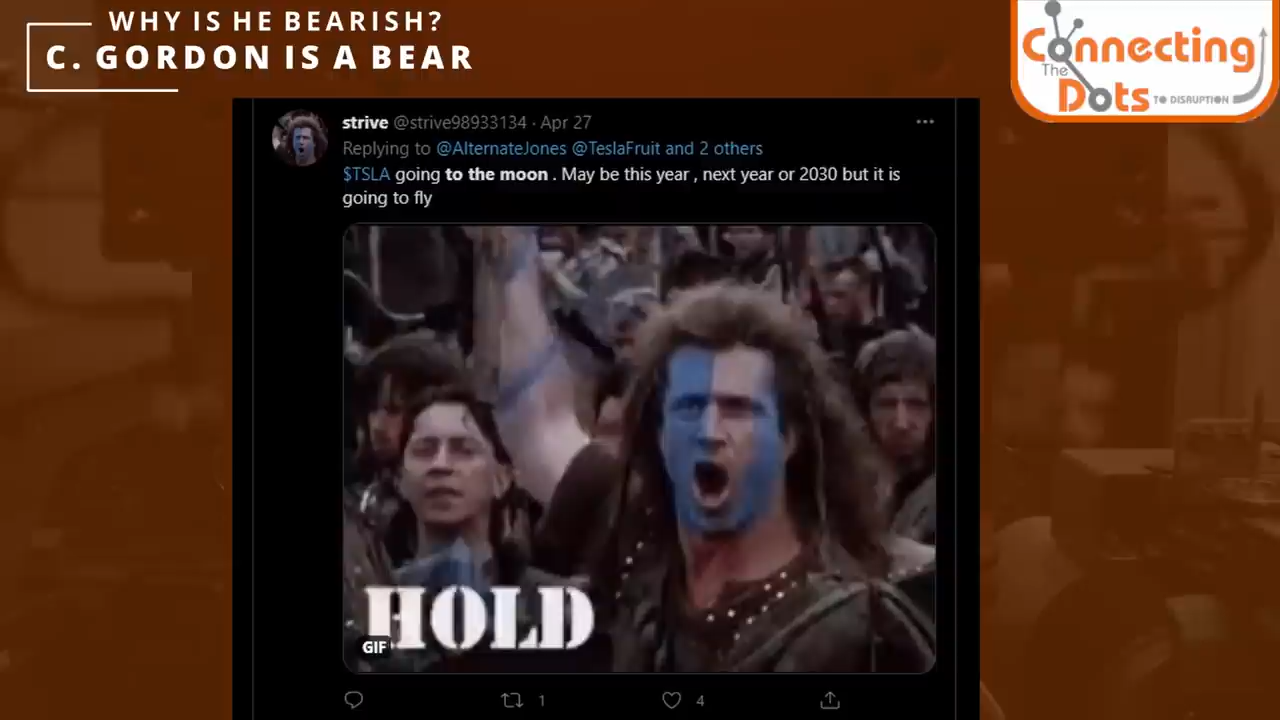 WHY IS HE BEARISH?
C. GORDON IS A BEAR
Connecting
The
Dots TO DISRUPTION
strive @strive98933134 · Apr 27
Replying to @AlternateJones @TeslaFruit and 2 others
$TSLA going to the moon . May be this year , next year or 2030 but it is
going to fly
HOLD
GIF
1
4